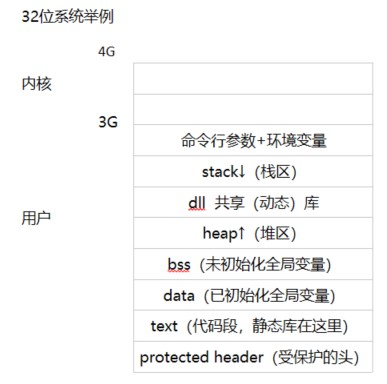 32位系统举例
4G
内核
3G
命令行参数+环境变量
stack↓（栈区）
dll 共享（动态）库
用户
heap↑（堆区）
bss（未初始化全局变量）
data（已初始化全局变量）
text（代码段，静态库在这里）
protected header（受保护的头）